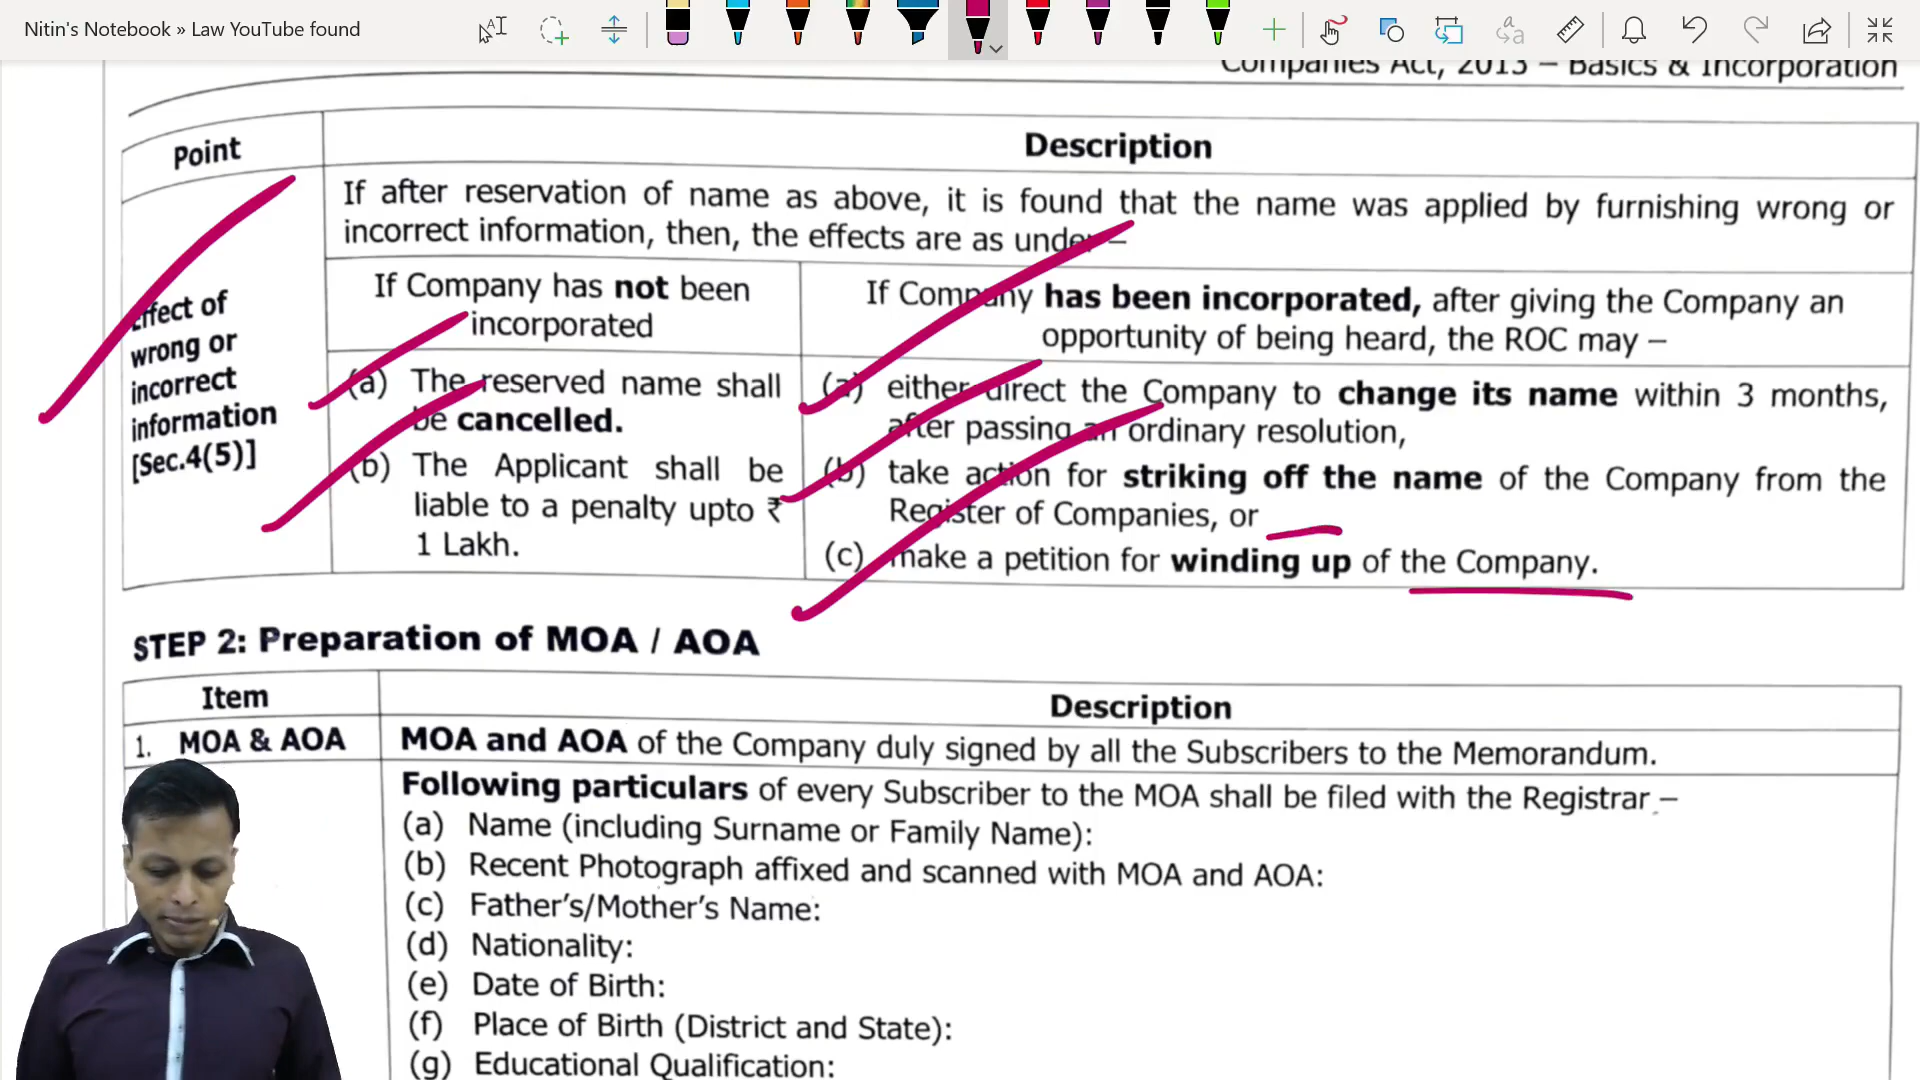 Nitin's Notebook » Law YouTube found
Companies Act, 2013 – Basics & Incorporation
Point
Description
If after reservation of name as above, it is found that the name was applied by furnishing wrong or
incorrect information, then, the effects are as under –
Effect of
wrong or
incorrect
information
[Sec.4(5)]
If Company has not been
incorporated
If Company has been incorporated, after giving the Company an
opportunity of being heard, the ROC may –
(a) The reserved name shall
be cancelled.
(b) The Applicant shall be
liable to a penalty upto ₹
1 Lakh.
(a) either direct the Company to change its name within 3 months,
after passing an ordinary resolution,
(b) take action for striking off the name of the Company from the
Register of Companies, or
(c) make a petition for winding up of the Company.
STEP 2: Preparation of MOA / AOA
Item
Description
1. MOA & AOA
MOA and AOA of the Company duly signed by all the Subscribers to the Memorandum.
Following particulars of every Subscriber to the MOA shall be filed with the Registrar –
(a) Name (including Surname or Family Name):
(b) Recent Photograph affixed and scanned with MOA and AOA:
(c) Father's/Mother's Name:
(d) Nationality:
(e) Date of Birth:
(f) Place of Birth (District and State):
(g) Educational Qualification: